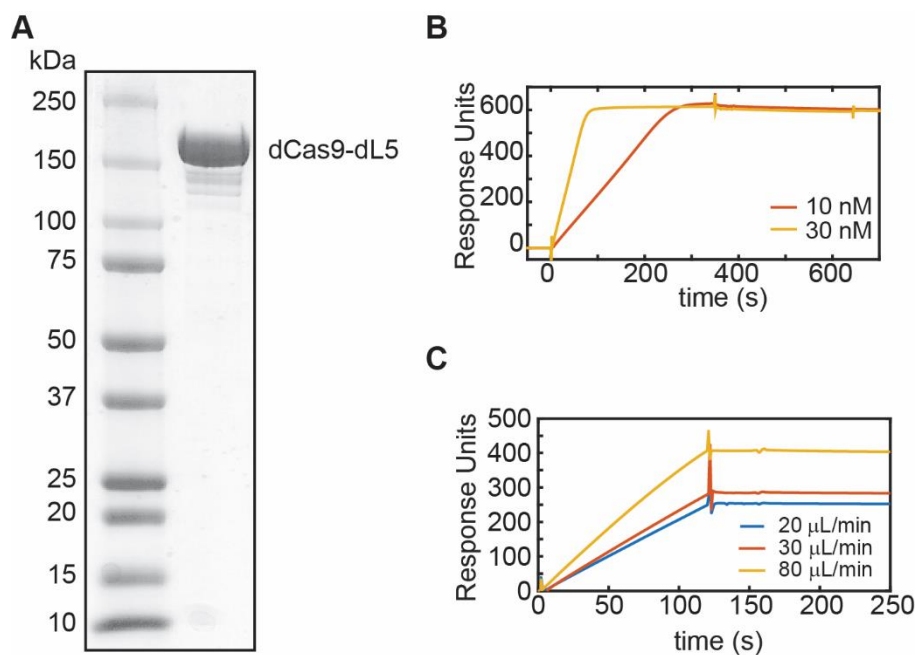 A
kDa
250
150
100
75
50
37
25
20
15
10
dCas9-dL5
B
Response Units
600
400
200
0
10 nM
30 nM
0 200 400 600
time (s)
C
Response Units
500
400
300
200
100
0
20 μL/min
30 μL/min
80 μL/min
0 50 100 150 200 250
time (s)